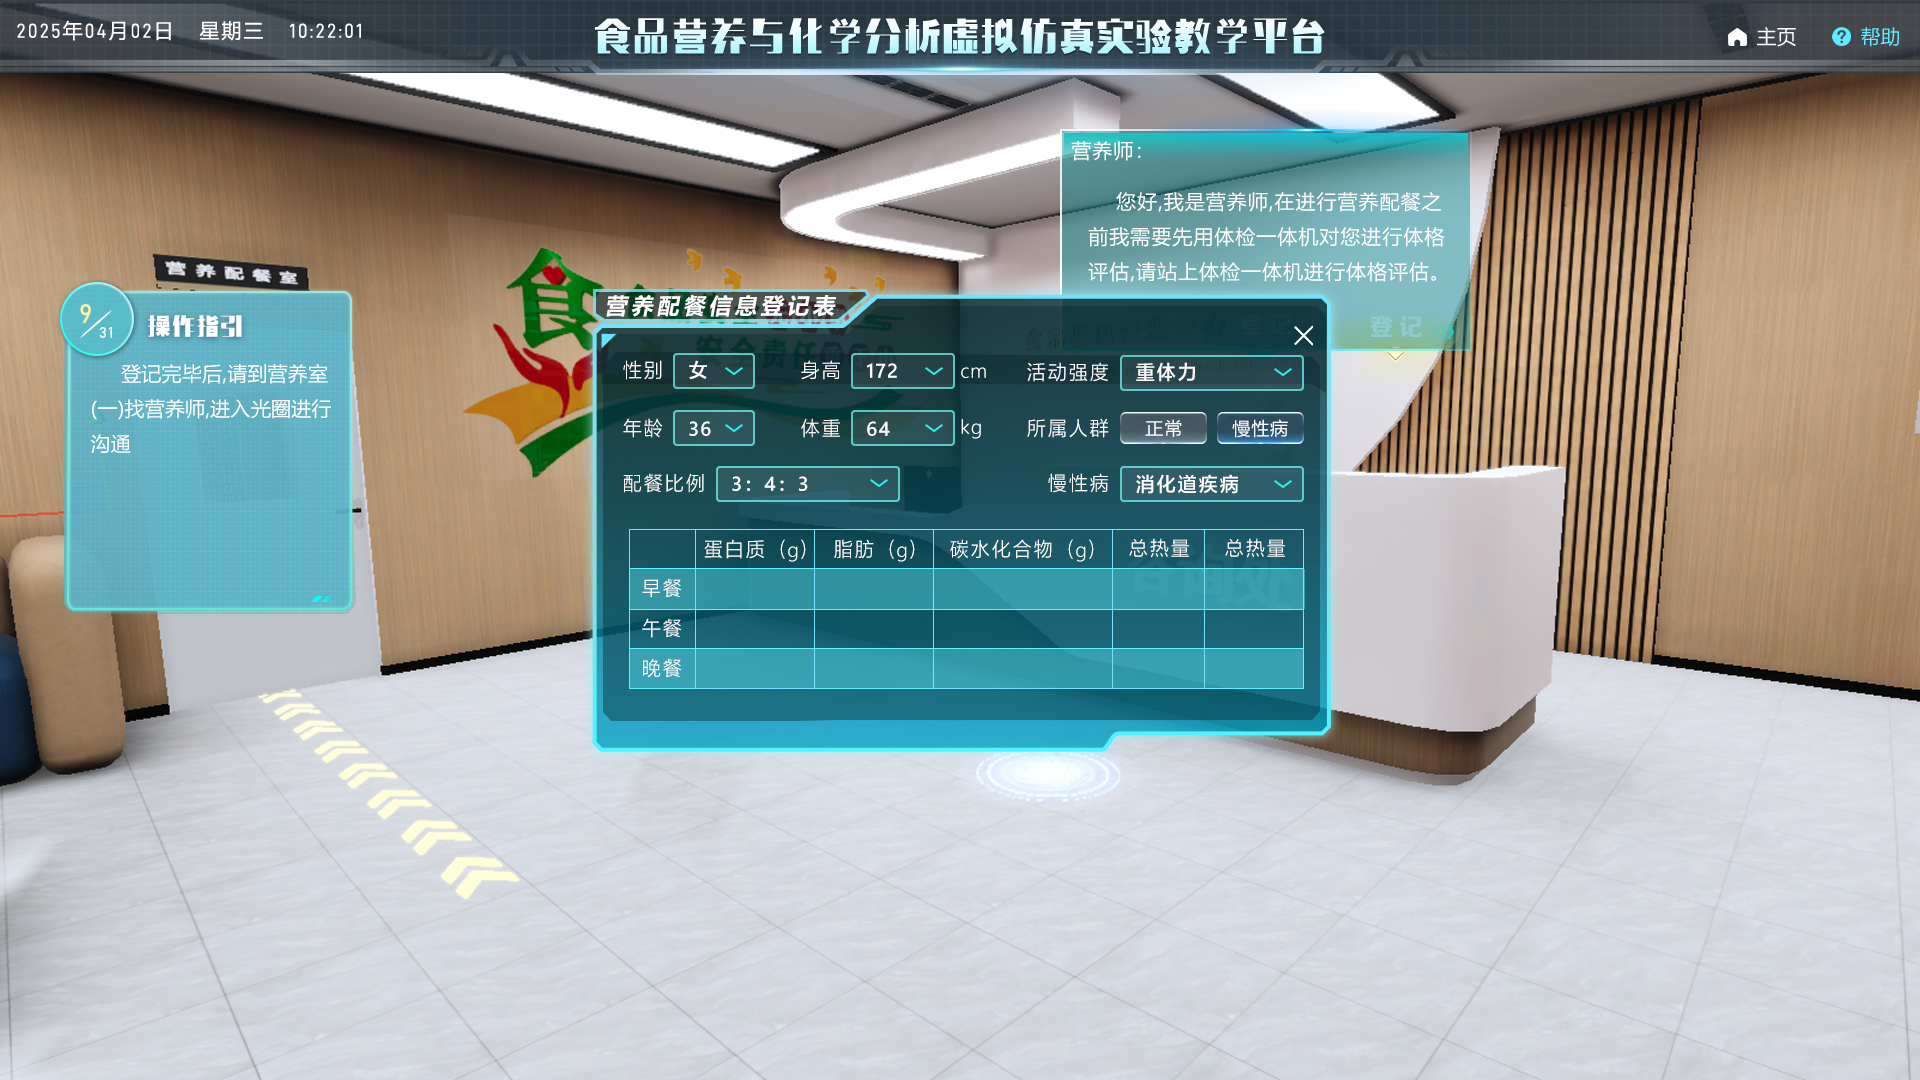 2025年04月02日 星期三 10:22:01
食品营养与化学分析虚拟仿真实验教学平台
主页
帮助
营养师:
您好,我是营养师,在进行营养配餐之
前我需要先用体检一体机对您进行体格
评估,请站上体检一体机进行体格评估。
登记
营养配餐室
9/31
操作指引
登记完毕后,请到营养室
(一)找营养师,进入光圈进行
沟通
营养配餐信息登记表
性别 女 身高 172 cm 活动强度 重体力
年龄 36 体重 64 kg 所属人群 正常 慢性病
配餐比例 3: 4: 3 慢性病 消化道疾病
蛋白质 (g) 脂肪 (g) 碳水化合物 (g) 总热量 总热量
早餐
午餐
晚餐
食
安全责任
咨询处